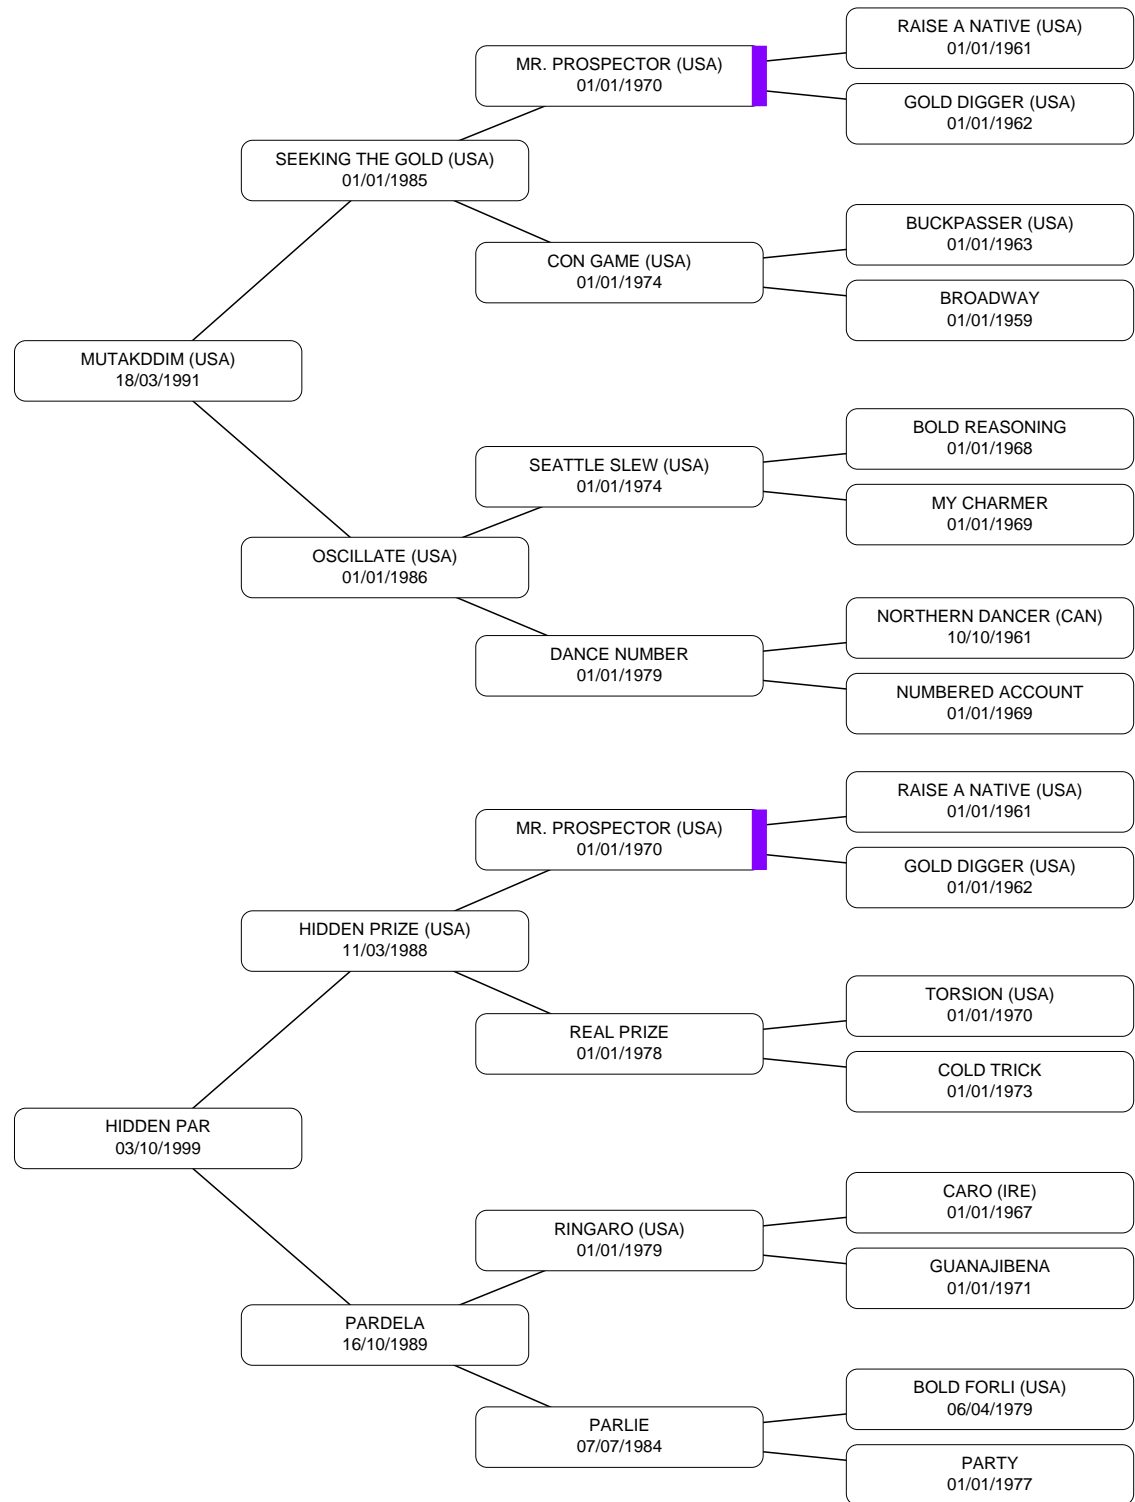 RAISE A NATIVE (USA)
01/01/1961
MR. PROSPECTOR (USA)
01/01/1970
GOLD DIGGER (USA)
01/01/1962
SEEKING THE GOLD (USA)
01/01/1985
BUCKPASSER (USA)
01/01/1963
CON GAME (USA)
01/01/1974
BROADWAY
01/01/1959
MUTAKDDIM (USA)
18/03/1991
BOLD REASONING
01/01/1968
SEATTLE SLEW (USA)
01/01/1974
MY CHARMER
01/01/1969
OSCILLATE (USA)
01/01/1986
NORTHERN DANCER (CAN)
10/10/1961
DANCE NUMBER
01/01/1979
NUMBERED ACCOUNT
01/01/1969
RAISE A NATIVE (USA)
01/01/1961
MR. PROSPECTOR (USA)
01/01/1970
GOLD DIGGER (USA)
01/01/1962
HIDDEN PRIZE (USA)
11/03/1988
TORSION (USA)
01/01/1970
REAL PRIZE
01/01/1978
COLD TRICK
01/01/1973
HIDDEN PAR
03/10/1999
CARO (IRE)
01/01/1967
RINGARO (USA)
01/01/1979
GUANAJIBENA
01/01/1971
PARDELA
16/10/1989
BOLD FORLI (USA)
06/04/1979
PARLIE
07/07/1984
PARTY
01/01/1977